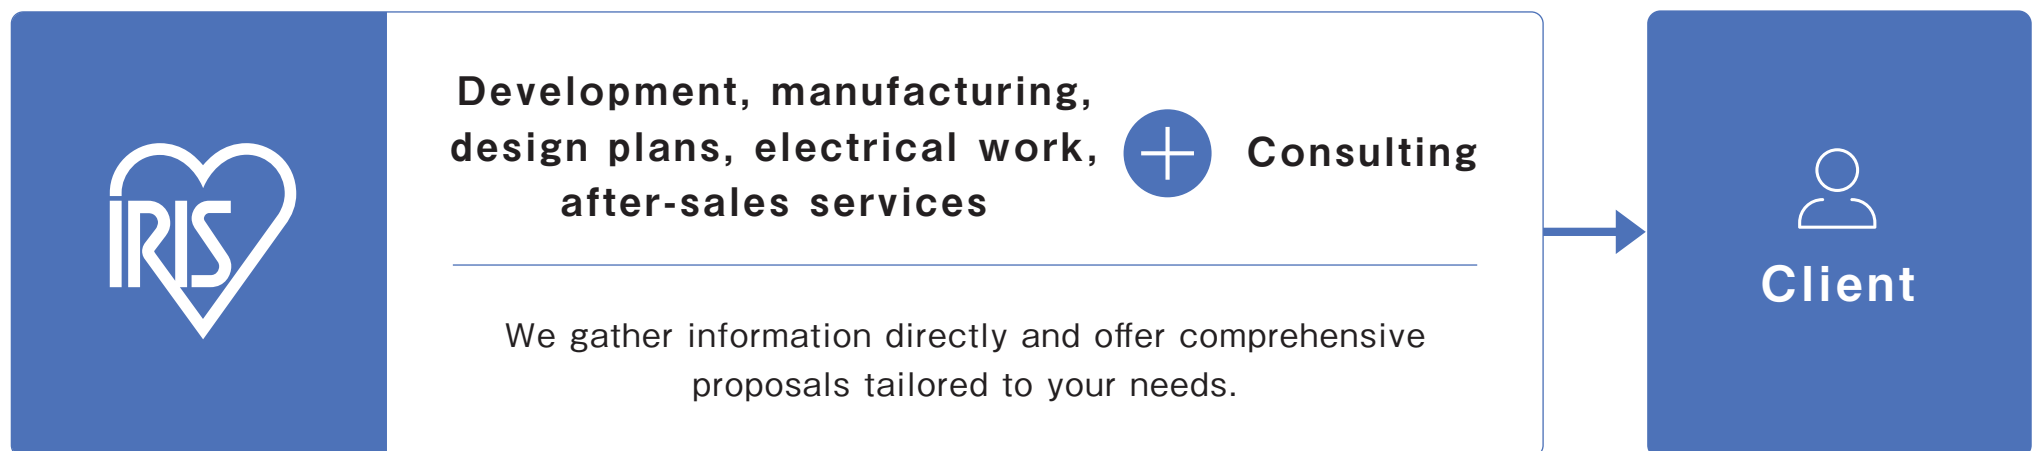 IRIS
Development, manufacturing,
design plans, electrical work,
after-sales services
Consulting
We gather information directly and offer comprehensive
proposals tailored to your needs.
Client